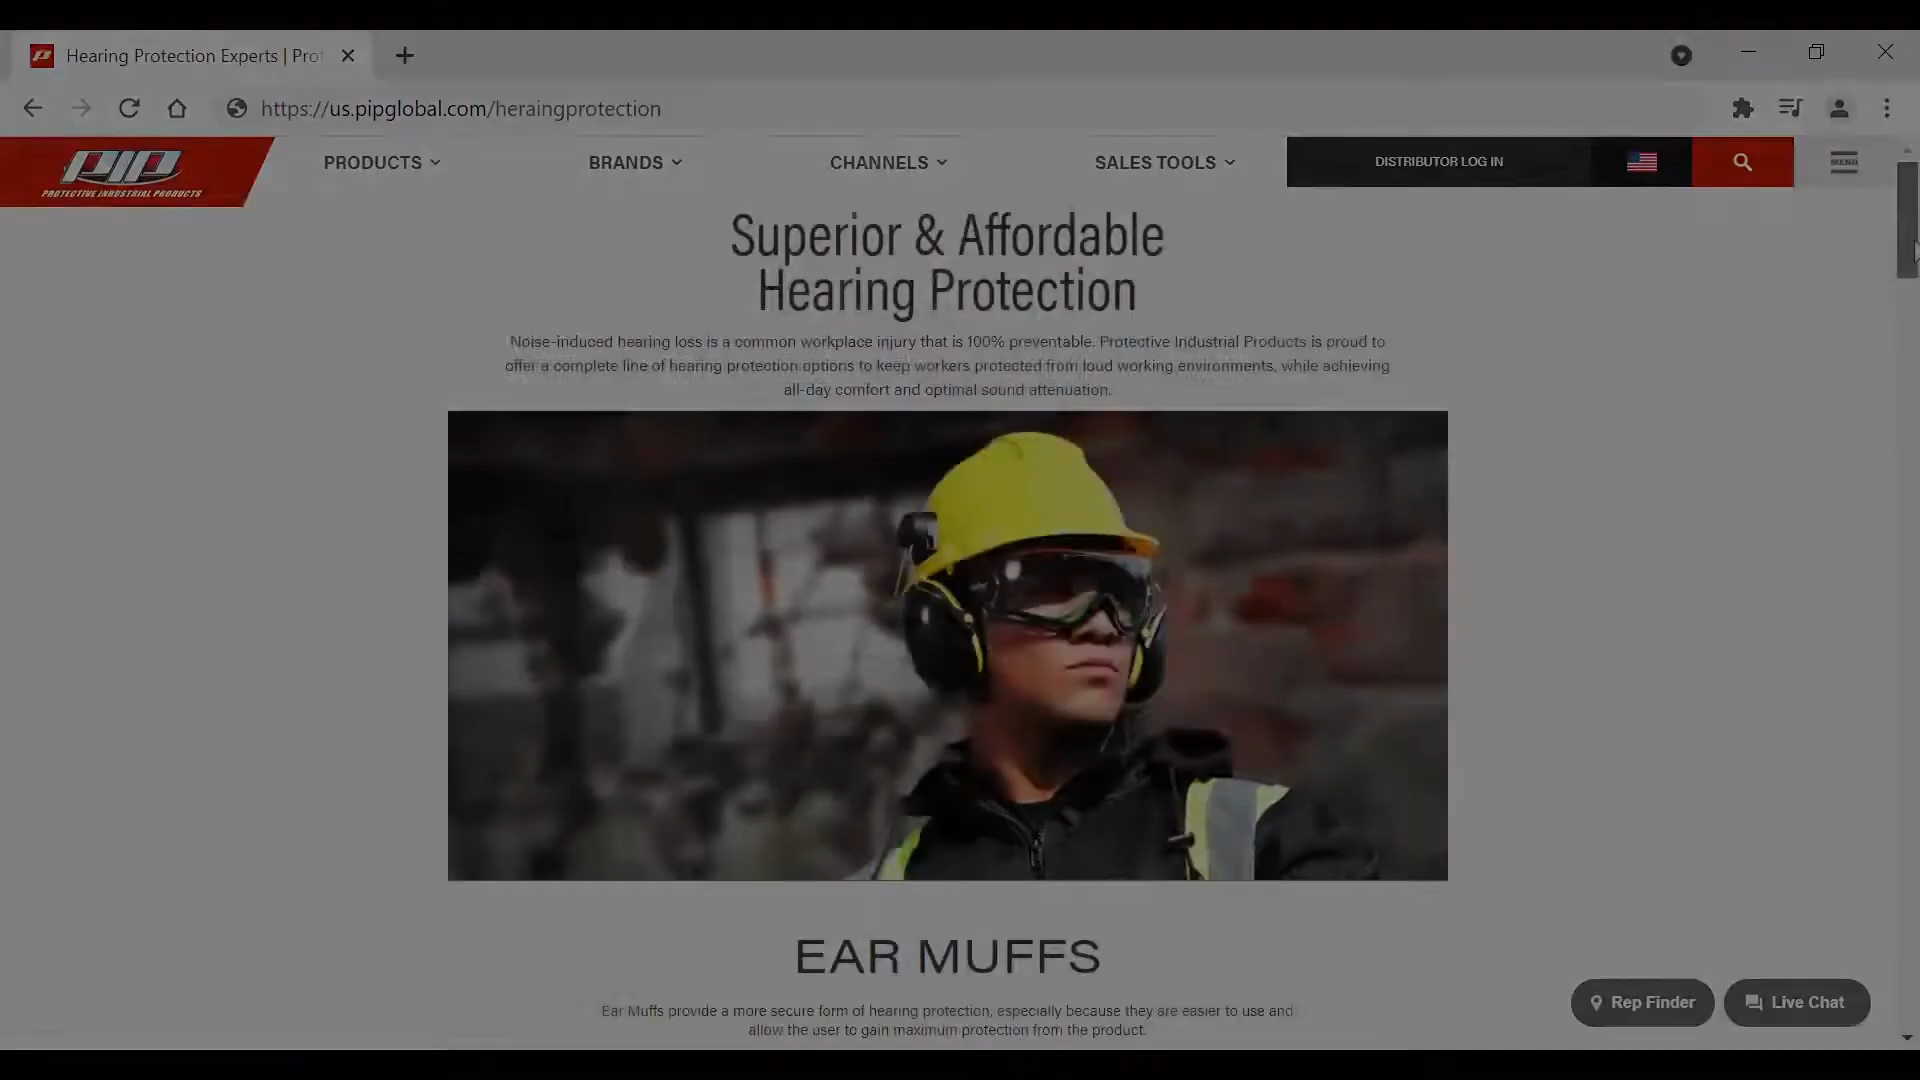 Hearing Protection Experts | Pro
https://us.pipglobal.com/heraingprotection
PIP
PROTECTIVE INDUSTRIAL PRODUCTS
PRODUCTS
BRANDS
CHANNELS
SALES TOOLS
DISTRIBUTOR LOG IN
MENU
Superior & Affordable
Hearing Protection
Noise-induced hearing loss is a common workplace injury that is 100% preventable. Protective Industrial Products is proud to
offer a complete line of hearing protection options to keep workers protected from loud working environments, while achieving
all-day comfort and optimal sound attenuation.
EAR MUFFS
Ear Muffs provide a more secure form of hearing protection, especially because they are easier to use and
allow the user to gain maximum protection from the product.
Rep Finder
Live Chat